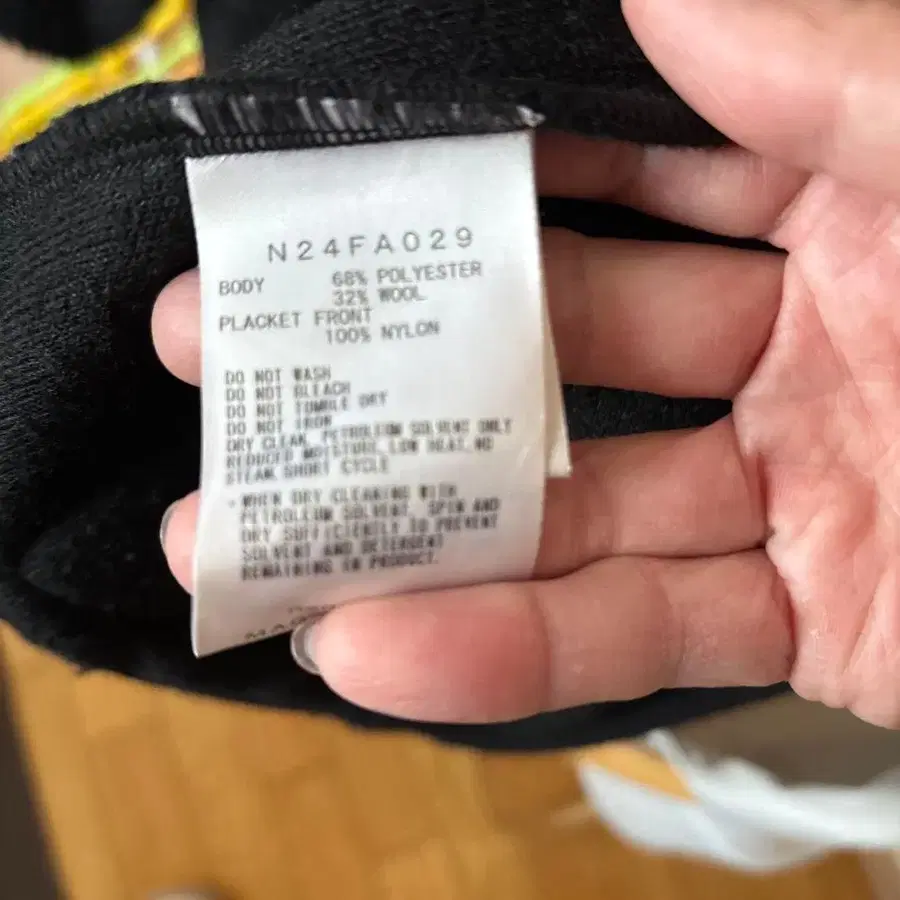 N24FA029
BODY 68% POLYESTER
32% WOOL
PLACKET FRONT
100% NYLON
DO NOT WASH
DO NOT BLEACH
DO NOT TUMBLE DRY
DO NOT IRON
DRY CLEAN, PETROLEUM SOLVENT ONLY
REDUCED MOISTURE, LOW HEAT, NO
STEAM SHORT CYCLE
・WHEN DRY CLEANING WITH
PETROLEUM SOLVENT, SPIN AND
DRY SUFFICIENTLY TO PREVENT
SOLVENT AND DETERGENT
REMAINING IN PRODUCT.